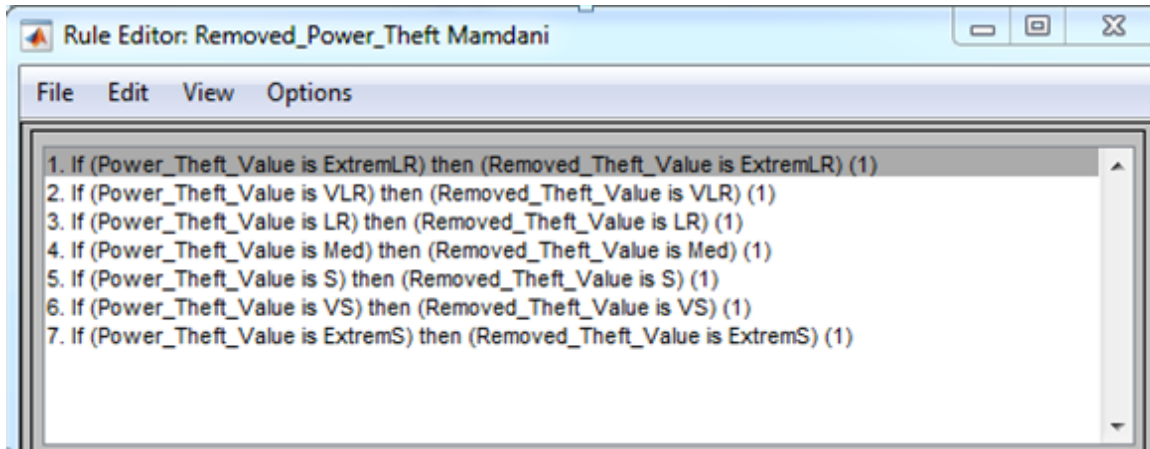 Rule Editor: Removed_Power_Theft Mamdani
File Edit View Options
1. If (Power_Theft_Value is ExtremLR) then (Removed_Theft_Value is ExtremLR) (1)
2. If (Power_Theft_Value is VLR) then (Removed_Theft_Value is VLR) (1)
3. If (Power_Theft_Value is LR) then (Removed_Theft_Value is LR) (1)
4. If (Power_Theft_Value is Med) then (Removed_Theft_Value is Med) (1)
5. If (Power_Theft_Value is S) then (Removed_Theft_Value is S) (1)
6. If (Power_Theft_Value is VS) then (Removed_Theft_Value is VS) (1)
7. If (Power_Theft_Value is ExtremS) then (Removed_Theft_Value is ExtremS) (1)